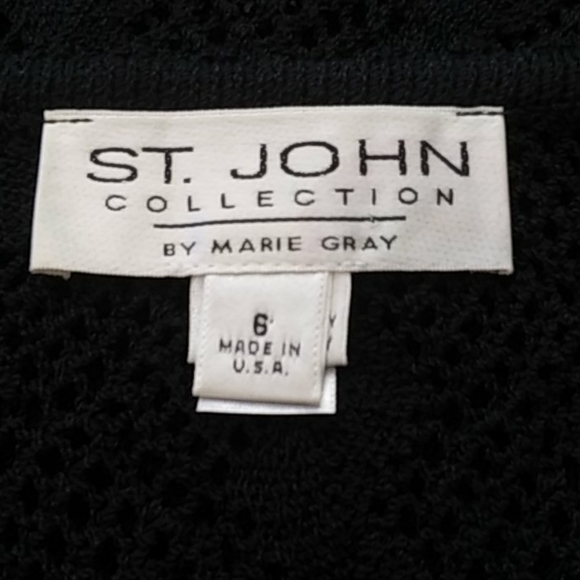 ST. JOHN
COLLECTION
BY MARIE GRAY
6
MADE IN
U.S.A.